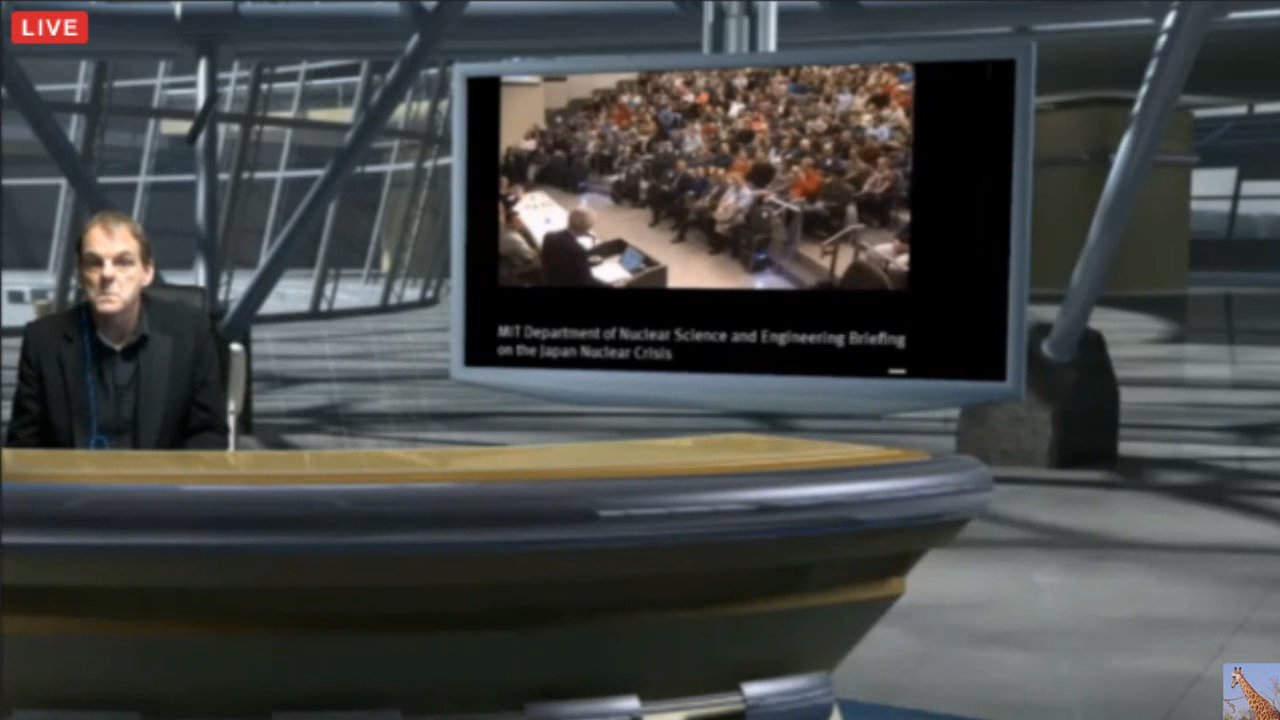 LIVE
MIT Department of Nuclear Science and Engineering Briefing
on the Japan Nuclear Crisis